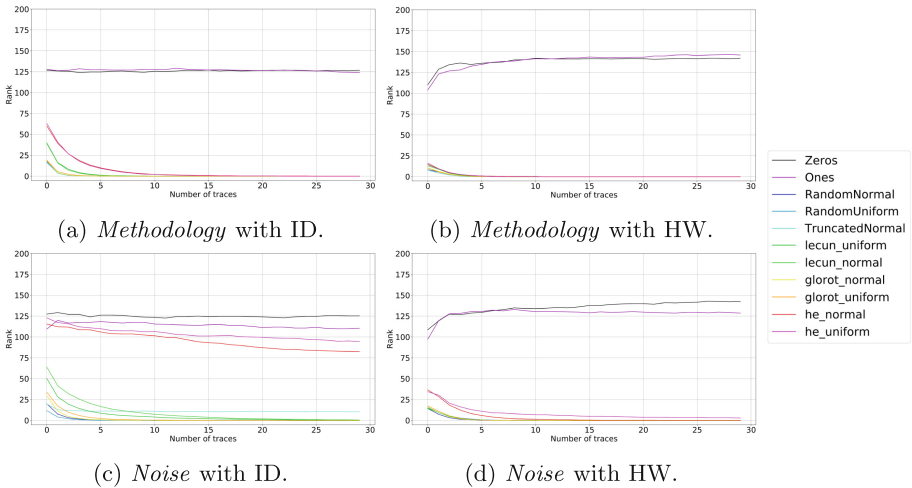 200
175
150
125
100
75
50
25
0
Rank
0 5 10 15 20 25 30
Number of traces
(a) Methodology with ID.
200
175
150
125
100
75
50
25
0
Rank
0 5 10 15 20 25 30
Number of traces
(b) Methodology with HW.
Zeros
Ones
RandomNormal
RandomUniform
TruncatedNormal
lecun_uniform
lecun_normal
glorot_normal
glorot_uniform
he_normal
he_uniform
200
175
150
125
100
75
50
25
0
Rank
0 5 10 15 20 25 30
Number of traces
(c) Noise with ID.
200
175
150
125
100
75
50
25
0
Rank
0 5 10 15 20 25 30
Number of traces
(d) Noise with HW.